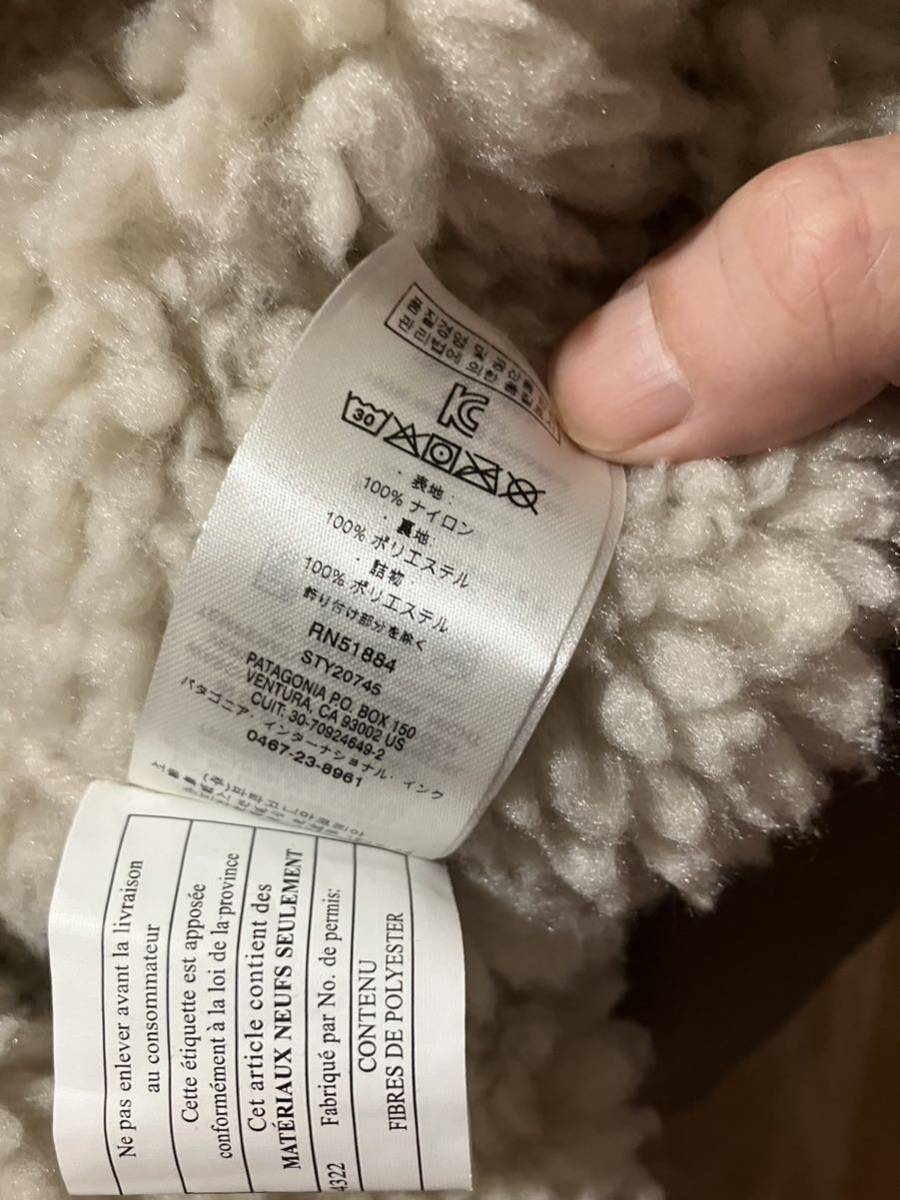 30
・表地:
100% ナイロン
・裏地:
100% ポリエステル
・詰物:
100% ポリエステル
飾り付け部分を除く
RN51884
STY20745
PATAGONIA P.O. BOX 150
VENTURA, CA 93002 US
CUIT: 30-70924649-2
パタゴニア・インターナショナル・インク
0467-23-8961
Ne pas enlever avant la livraison
au consommateur
Cette étiquette est apposée
conformément à la loi de la province
Cet article contient des
MATÉRIAUX NEUFS SEULEMENT
Fabriqué par No. de permis:
4322
CONTENU
FIBRES DE POLYESTER